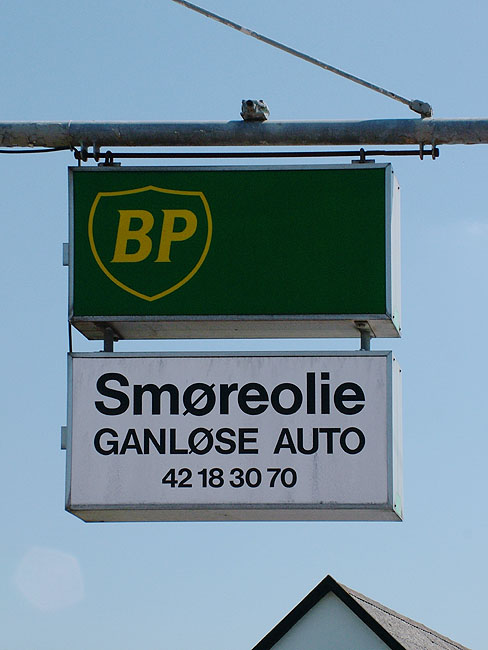 BP
Smøreolie
GANLØSE AUTO
42 18 30 70